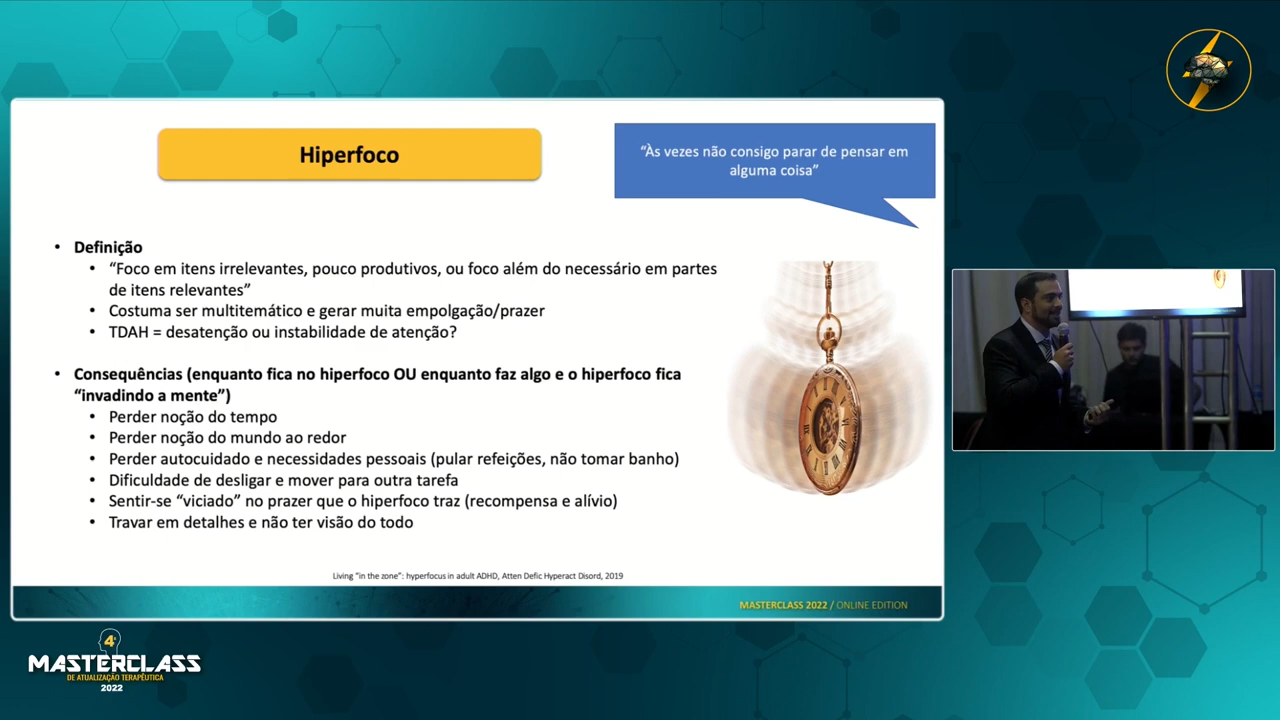 Hiperfoco
“Às vezes não consigo parar de pensar em
alguma coisa”
• Definição
• “Foco em itens irrelevantes, pouco produtivos, ou foco além do necessário em partes
de itens relevantes”
• Costuma ser multitemático e gerar muita empolgação/prazer
• TDAH = desatenção ou instabilidade de atenção?
• Consequências (enquanto fica no hiperfoco OU enquanto faz algo e o hiperfoco fica
“invadindo a mente”)
• Perder noção do tempo
• Perder noção do mundo ao redor
• Perder autocuidado e necessidades pessoais (pular refeições, não tomar banho)
• Dificuldade de desligar e mover para outra tarefa
• Sentir-se “viciado” no prazer que o hiperfoco traz (recompensa e alívio)
• Travar em detalhes e não ter visão do todo
Living “in the zone”: hyperfocus in adult ADHD, Atten Defic Hyperact Disord, 2019
MASTERCLASS 2022 / ONLINE EDITION
4ª
MASTERCLASS
DE ATUALIZAÇÃO TERAPÊUTICA
2022